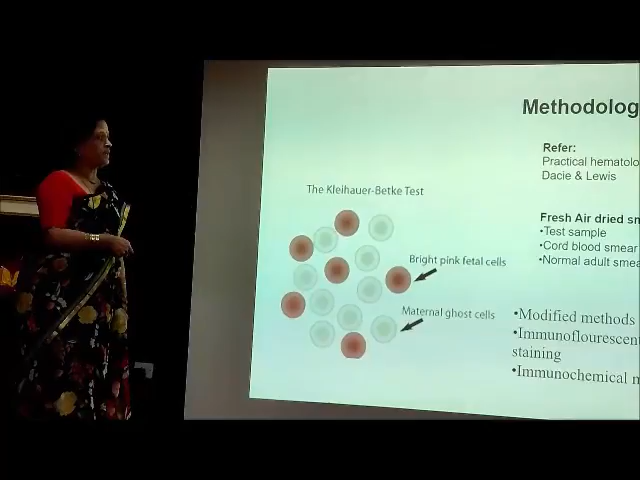 Methodolog
Refer:
Practical hematolo
Dacie & Lewis
The Kleihauer-Betke Test
Bright pink fetal cells
Maternal ghost cells
Fresh Air dried sm
•Test sample
•Cord blood smear
•Normal adult smea
•Modified methods
•Immunoflourescent
staining
•Immunochemical m